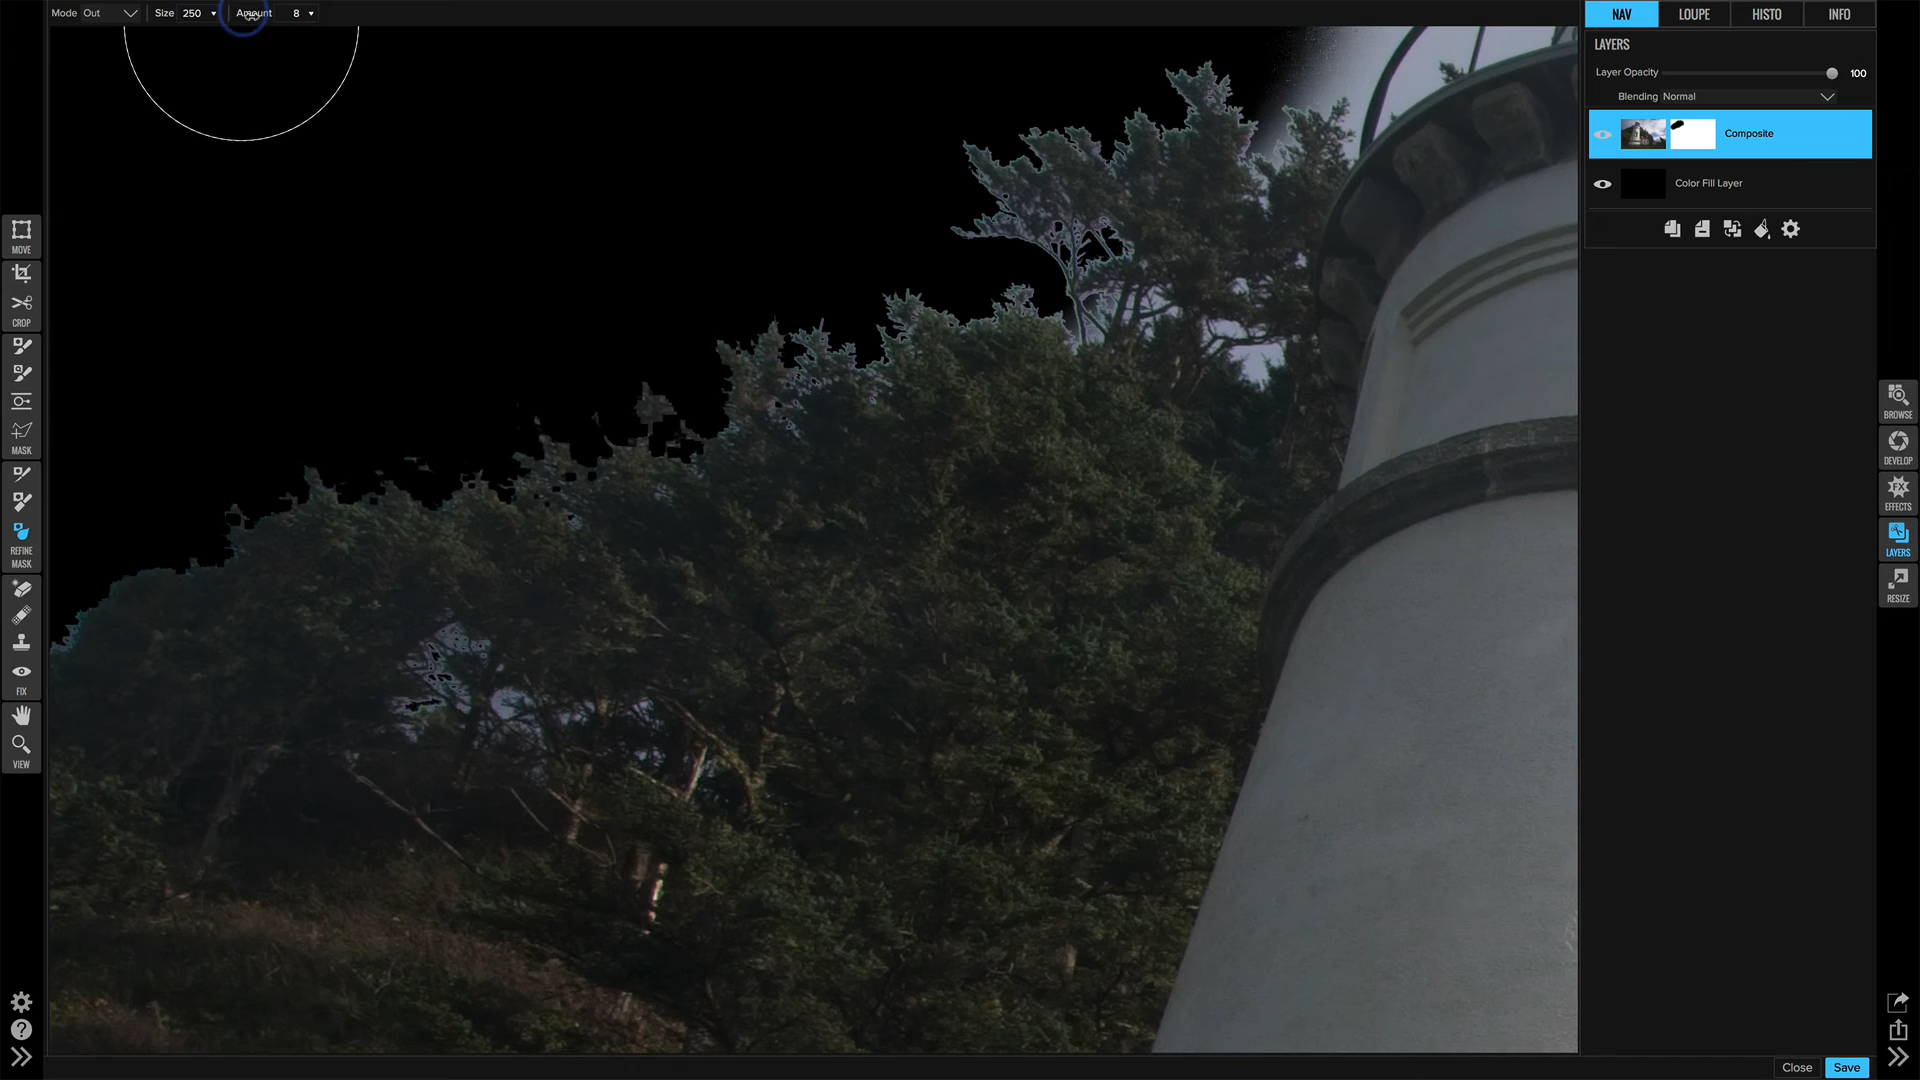 Mode Out Size 250 Amount 8
NAV LOUPE HISTO INFO
LAYERS
Layer Opacity 100
Blending Normal
Composite
Color Fill Layer
MOVE
CROP
MASK
REFINE
MASK
FIX
VIEW
BROWSE
DEVELOP
FX
EFFECTS
LAYERS
RESIZE
?
Close Save